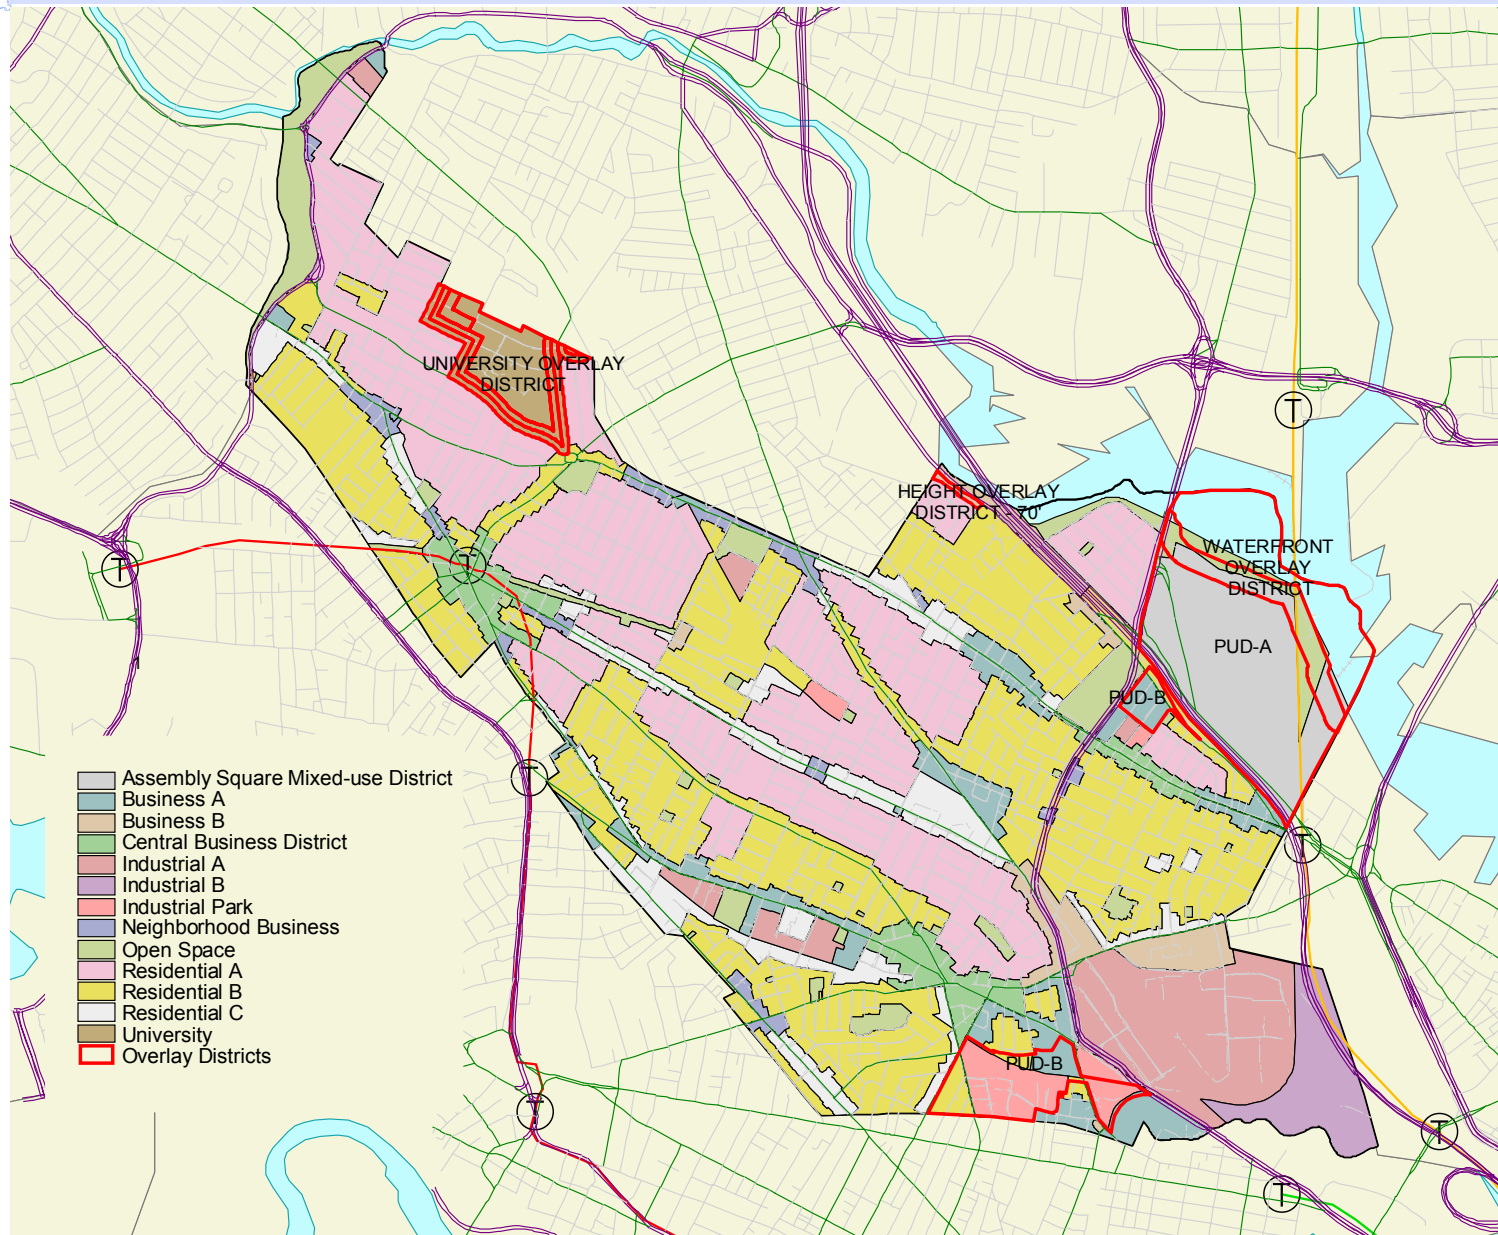 UNIVERSITY OVERLAY
DISTRICT
HEIGHT OVERLAY
DISTRICT - 70'
WATERFRONT
OVERLAY
DISTRICT
T
T
T
PUD-A
PUD-B
T
T
Assembly Square Mixed-use District
Business A
Business B
Central Business District
Industrial A
Industrial B
Industrial Park
Neighborhood Business
Open Space
Residential A
Residential B
Residential C
University
Overlay Districts
PUD-B
T
T
T